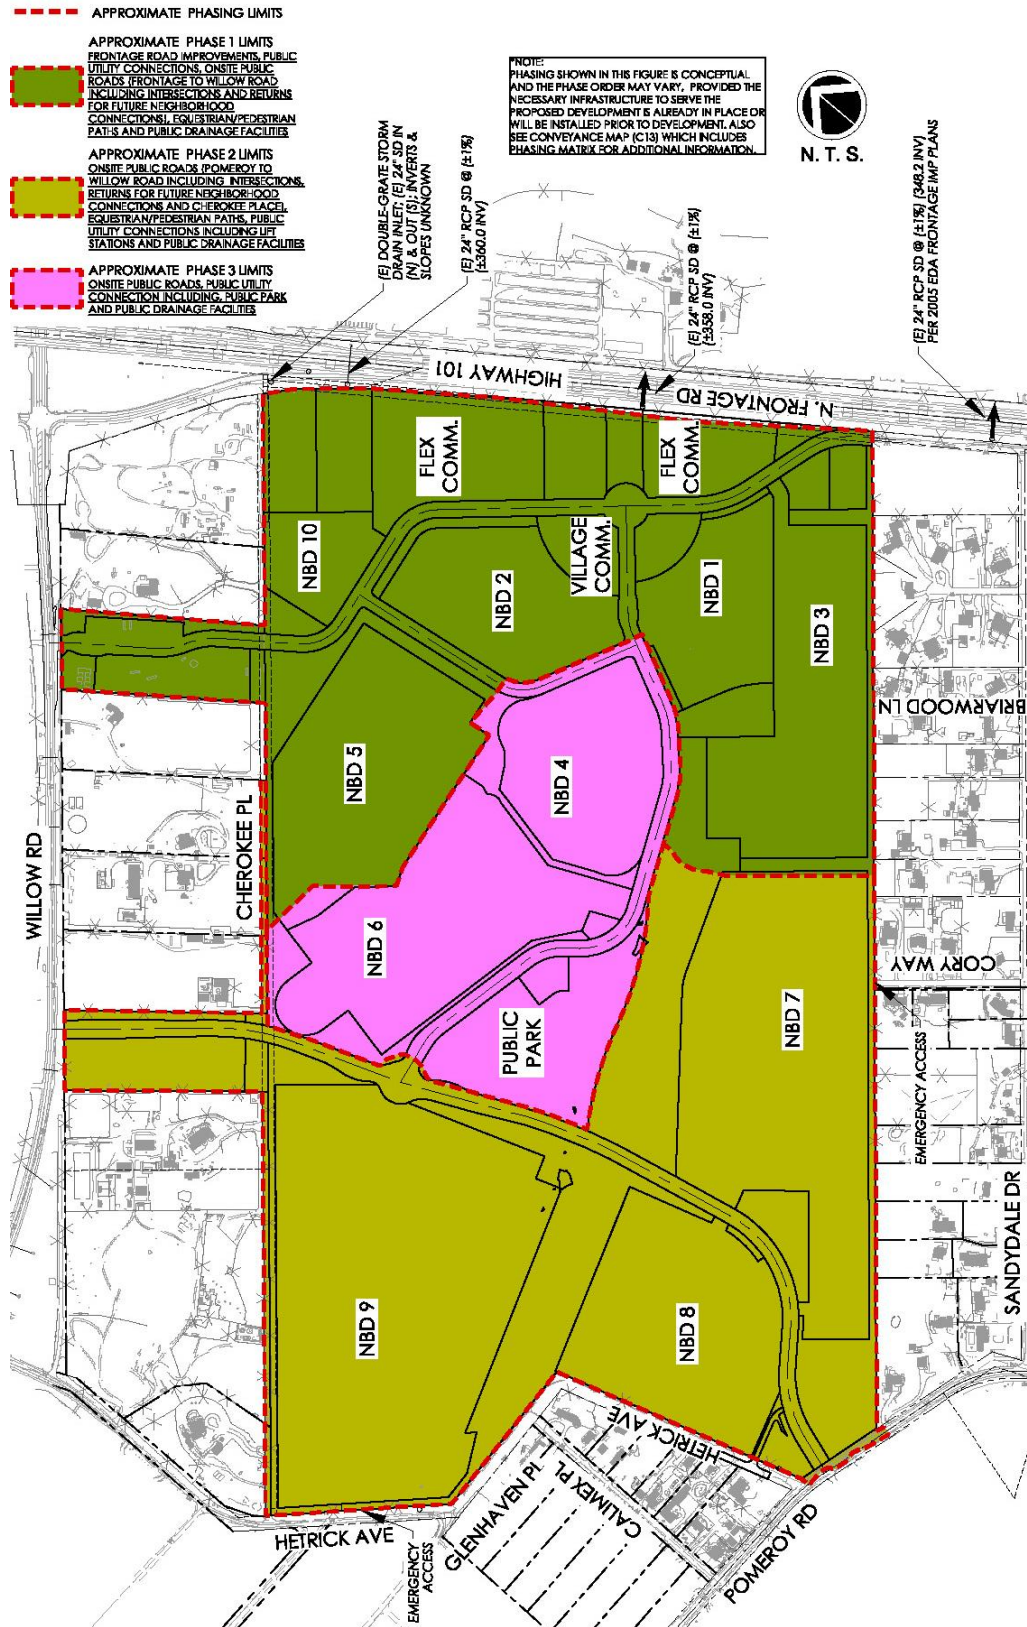 APPROXIMATE PHASING LIMITS
APPROXIMATE PHASE 1 LIMITS
FRONTAGE ROAD IMPROVEMENTS, PUBLIC
UTILITY CONNECTIONS, ONSITE PUBLIC
ROADS (FRONTAGE TO WILLOW ROAD
INCLUDING INTERSECTIONS AND RETURNS
FOR FUTURE NEIGHBORHOOD
CONNECTIONS), EQUESTRIAN/PEDESTRIAN
PATHS AND PUBLIC DRAINAGE FACILITIES
APPROXIMATE PHASE 2 LIMITS
ONSITE PUBLIC ROADS (POMEROY TO
WILLOW ROAD INCLUDING INTERSECTIONS,
RETURNS FOR FUTURE NEIGHBORHOOD
CONNECTIONS AND CHEROKEE PLACE),
EQUESTRIAN/PEDESTRIAN PATHS, PUBLIC
UTILITY CONNECTIONS INCLUDING LIFT
STATIONS AND PUBLIC DRAINAGE FACILITIES
APPROXIMATE PHASE 3 LIMITS
ONSITE PUBLIC ROADS, PUBLIC UTILITY
CONNECTION INCLUDING, PUBLIC PARK
AND PUBLIC DRAINAGE FACILITIES
*NOTE:
PHASING SHOWN IN THIS FIGURE IS CONCEPTUAL
AND THE PHASE ORDER MAY VARY, PROVIDED THE
NECESSARY INFRASTRUCTURE TO SERVE THE
PROPOSED DEVELOPMENT IS ALREADY IN PLACE OR
WILL BE INSTALLED PRIOR TO DEVELOPMENT. ALSO
SEE CONVEYANCE MAP (C13) WHICH INCLUDES
PHASING MATRIX FOR ADDITIONAL INFORMATION.
N. T. S.
(E) DOUBLE-GRATE STORM
DRAIN INLET; (E) 24" SD IN
(N) & OUT (S); INVERTS &
SLOPES UNKNOWN
(E) 24" RCP SD @ (±1%)
(±360.0 INV)
(E) 24" RCP SD @ (±1%)
(±358.0 INV)
(E) 24" RCP SD @ (±1%) (348.2 INV)
PER 2005 EDA FRONTAGE IMP PLANS
HIGHWAY 101
N. FRONTAGE RD
FLEX
COMM.
FLEX
COMM.
NBD 10
NBD 2
VILLAGE
COMM.
NBD 1
NBD 3
BRIARWOOD LN
NBD 5
NBD 4
WILLOW RD
CHEROKEE PL
NBD 6
CORY WAY
PUBLIC
PARK
NBD 7
EMERGENCY ACCESS
SANDYDALE DR
NBD 9
NBD 8
HETRICK AVE
HETRICK AVE
EMERGENCY
ACCESS
GLENHAVEN Pl
CALIMEX PL
POMEROY RD